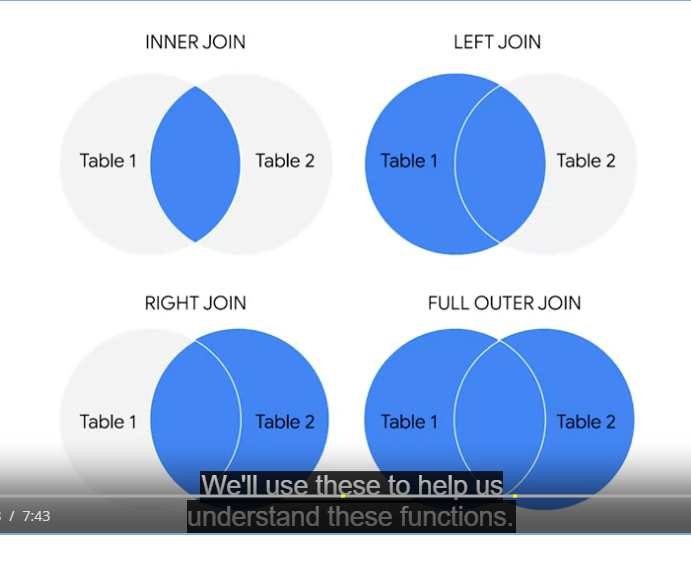 INNER JOIN
LEFT JOIN
Table 1
Table 2
Table 1
Table 2
RIGHT JOIN
FULL OUTER JOIN
Table 1
Table 2
Table 1
Table 2
We'll use these to help us
understand these functions.
/ 7:43